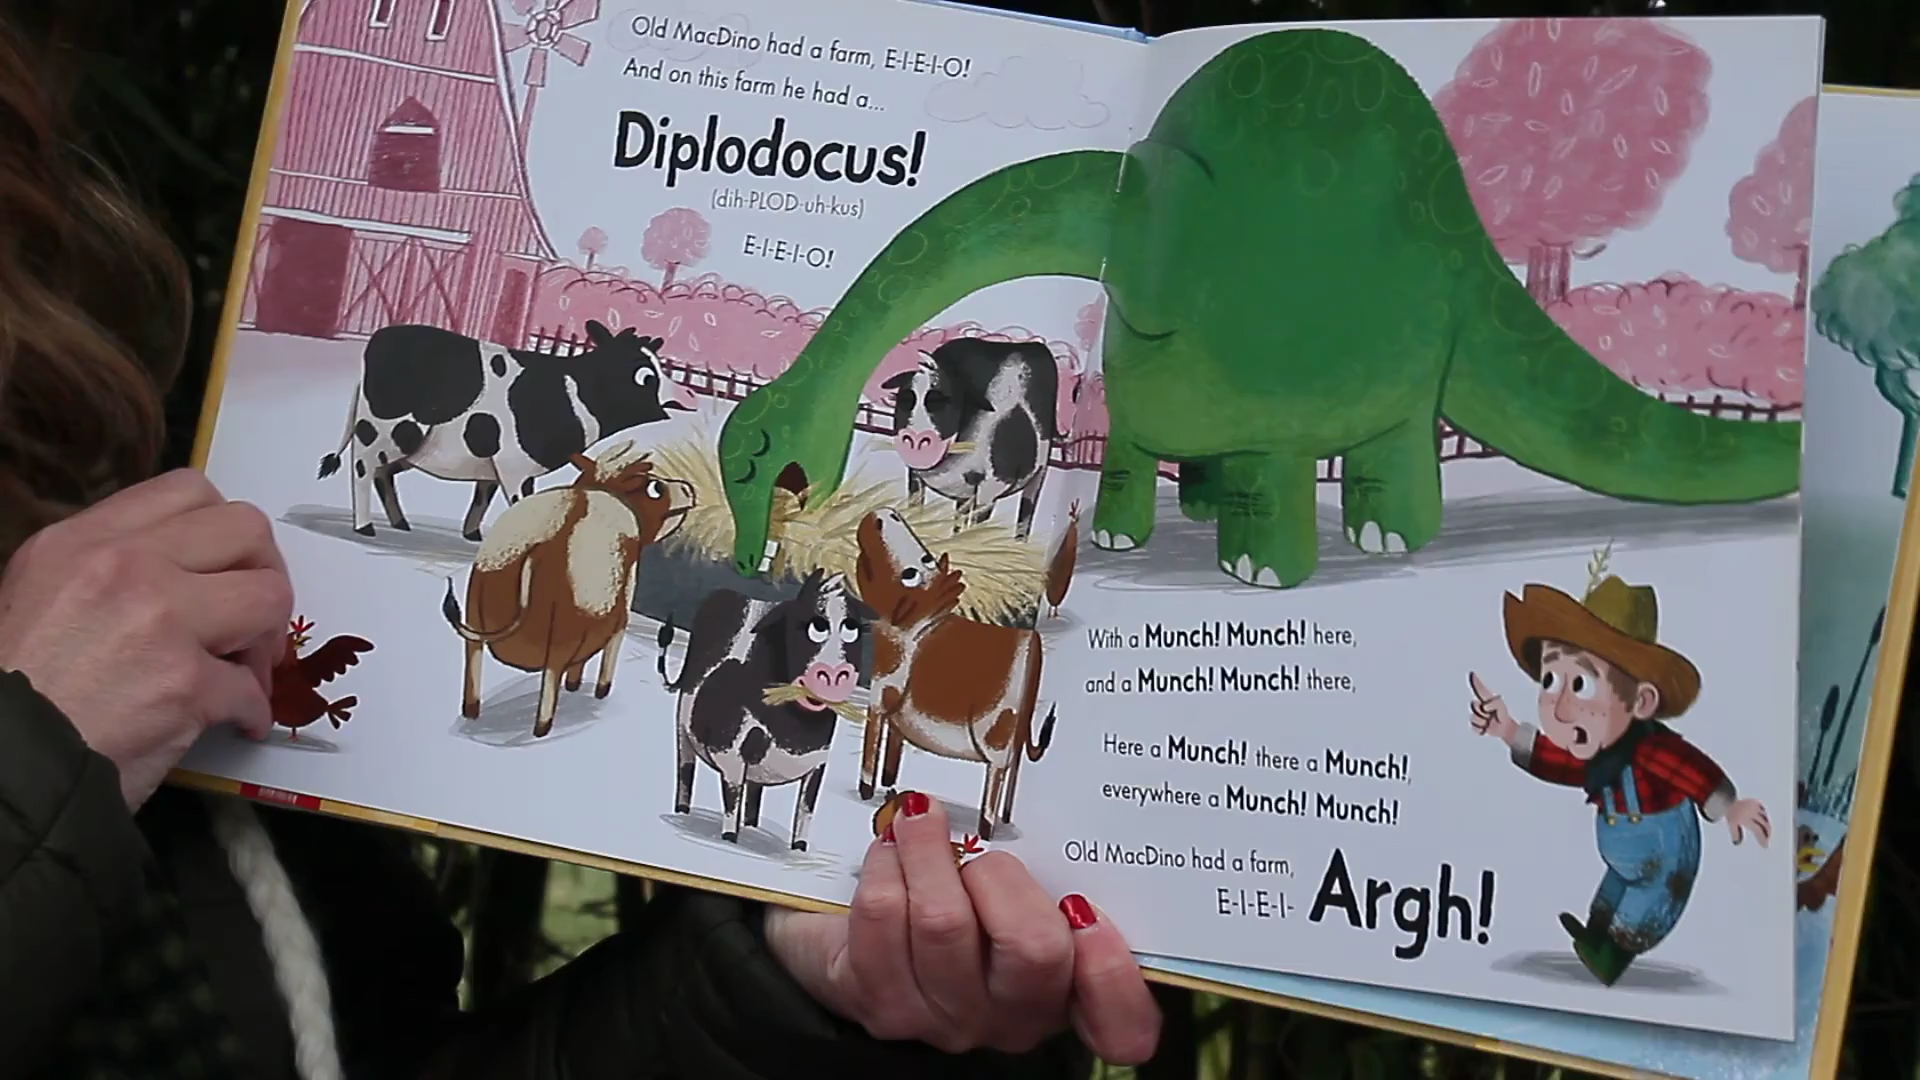 Old MacDino had a farm, E-I-E-I-O!
And on this farm he had a...
Diplodocus!
(dih-PLOD-uh-kus)
E-I-E-I-O!
With a Munch! Munch! here,
and a Munch! Munch! there,
Here a Munch! there a Munch!,
everywhere a Munch! Munch!
Old MacDino had a farm,
E-I-E-I- Argh!